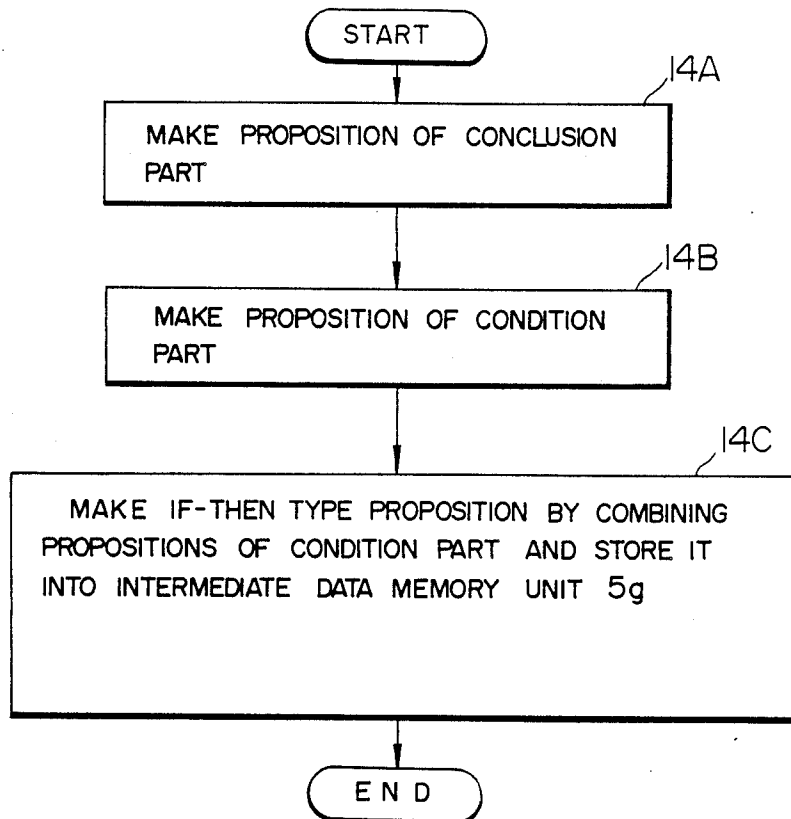 START
14A
MAKE PROPOSITION OF CONCLUSION
PART
14B
MAKE PROPOSITION OF CONDITION
PART
14C
MAKE IF-THEN TYPE PROPOSITION BY COMBINING
PROPOSITIONS OF CONDITION PART AND STORE IT
INTO INTERMEDIATE DATA MEMORY UNIT 5g
END